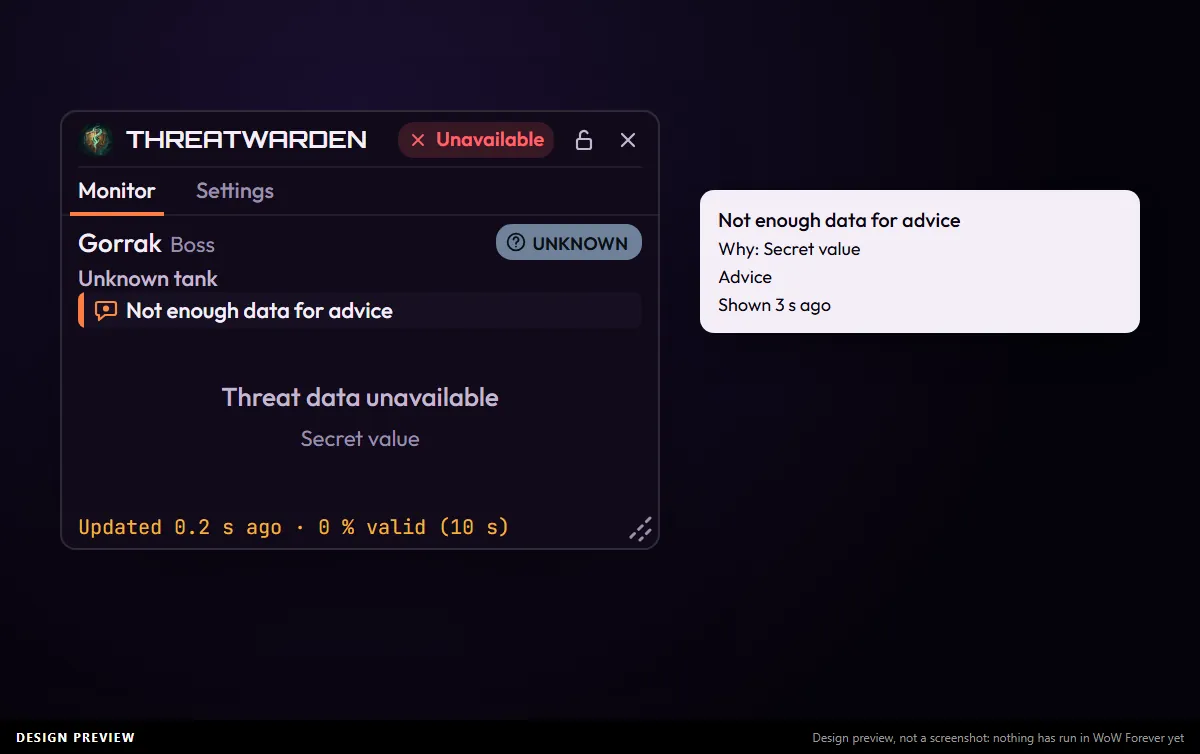 THREATWARDEN
Unavailable
Monitor Settings
Gorrak Boss
UNKNOWN
Unknown tank
Not enough data for advice
Threat data unavailable
Secret value
Updated 0.2 s ago · 0 % valid (10 s)
Not enough data for advice
Why: Secret value
Advice
Shown 3 s ago
DESIGN PREVIEW
Design preview, not a screenshot: nothing has run in WoW Forever yet